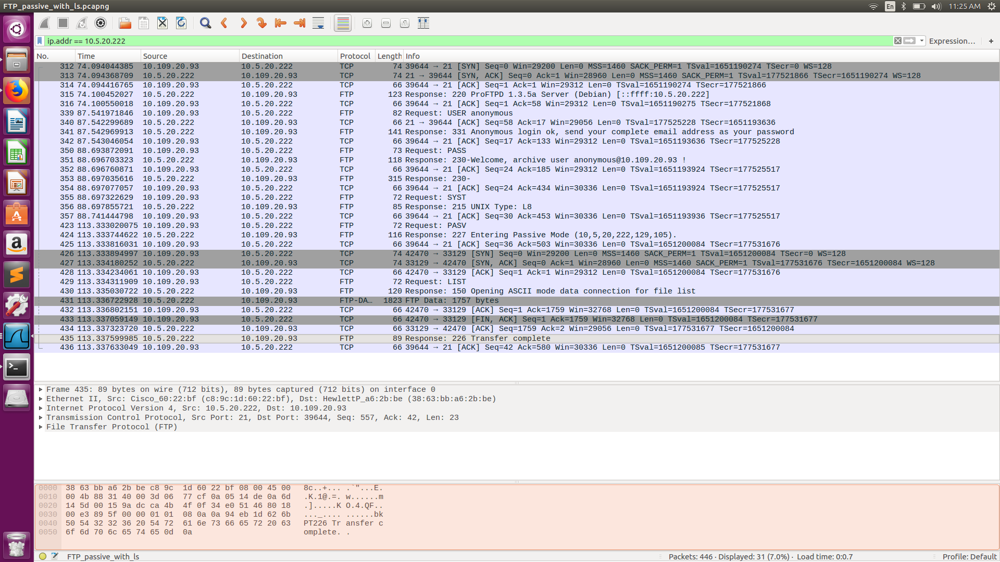 FTP_passive_with_ls.pcapng
En
11:25 AM
ip.addr == 10.5.20.222
Expression…
+
No. Time Source Destination Protocol Length Info
312 74.094044385 10.109.20.93 10.5.20.222 TCP 74 39644 → 21 [SYN] Seq=0 Win=29200 Len=0 MSS=1460 SACK_PERM=1 TSval=1651190274 TSecr=0 WS=128
313 74.094368709 10.5.20.222 10.109.20.93 TCP 74 21 → 39644 [SYN, ACK] Seq=0 Ack=1 Win=28960 Len=0 MSS=1460 SACK_PERM=1 TSval=177521866 TSecr=1651190274 WS=128
314 74.094416765 10.109.20.93 10.5.20.222 TCP 66 39644 → 21 [ACK] Seq=1 Ack=1 Win=29312 Len=0 TSval=1651190274 TSecr=177521866
315 74.100452027 10.5.20.222 10.109.20.93 FTP 123 Response: 220 ProFTPD 1.3.5a Server (Debian) [::ffff:10.5.20.222]
316 74.100550018 10.109.20.93 10.5.20.222 TCP 66 39644 → 21 [ACK] Seq=1 Ack=58 Win=29312 Len=0 TSval=1651190275 TSecr=177521868
339 87.541971846 10.109.20.93 10.5.20.222 FTP 82 Request: USER anonymous
340 87.542299689 10.5.20.222 10.109.20.93 TCP 66 21 → 39644 [ACK] Seq=58 Ack=17 Win=29056 Len=0 TSval=177525228 TSecr=1651193636
341 87.542969913 10.5.20.222 10.109.20.93 FTP 141 Response: 331 Anonymous login ok, send your complete email address as your password
342 87.543046054 10.109.20.93 10.5.20.222 TCP 66 39644 → 21 [ACK] Seq=17 Ack=133 Win=29312 Len=0 TSval=1651193636 TSecr=177525228
350 88.693872091 10.109.20.93 10.5.20.222 FTP 73 Request: PASS
351 88.696703323 10.5.20.222 10.109.20.93 FTP 118 Response: 230-Welcome, archive user anonymous@10.109.20.93 !
352 88.696760871 10.109.20.93 10.5.20.222 TCP 66 39644 → 21 [ACK] Seq=24 Ack=185 Win=29312 Len=0 TSval=1651193924 TSecr=177525517
353 88.697035616 10.5.20.222 10.109.20.93 FTP 315 Response: 230-
354 88.697077057 10.109.20.93 10.5.20.222 TCP 66 39644 → 21 [ACK] Seq=24 Ack=434 Win=30336 Len=0 TSval=1651193924 TSecr=177525517
355 88.697322629 10.109.20.93 10.5.20.222 FTP 72 Request: SYST
356 88.697855721 10.5.20.222 10.109.20.93 FTP 85 Response: 215 UNIX Type: L8
357 88.741444798 10.109.20.93 10.5.20.222 TCP 66 39644 → 21 [ACK] Seq=30 Ack=453 Win=30336 Len=0 TSval=1651193936 TSecr=177525517
423 113.333020075 10.109.20.93 10.5.20.222 FTP 72 Request: PASV
424 113.333744622 10.5.20.222 10.109.20.93 FTP 116 Response: 227 Entering Passive Mode (10,5,20,222,129,105).
425 113.333816031 10.109.20.93 10.5.20.222 TCP 66 39644 → 21 [ACK] Seq=36 Ack=503 Win=30336 Len=0 TSval=1651200084 TSecr=177531676
426 113.333894997 10.109.20.93 10.5.20.222 TCP 74 42470 → 33129 [SYN] Seq=0 Win=29200 Len=0 MSS=1460 SACK_PERM=1 TSval=1651200084 TSecr=0 WS=128
427 113.334180252 10.5.20.222 10.109.20.93 TCP 74 33129 → 42470 [SYN, ACK] Seq=0 Ack=1 Win=28960 Len=0 MSS=1460 SACK_PERM=1 TSval=177531676 TSecr=1651200084 WS=128
428 113.334234061 10.109.20.93 10.5.20.222 TCP 66 42470 → 33129 [ACK] Seq=1 Ack=1 Win=29312 Len=0 TSval=1651200084 TSecr=177531676
429 113.334311909 10.109.20.93 10.5.20.222 FTP 72 Request: LIST
430 113.335030722 10.5.20.222 10.109.20.93 FTP 120 Response: 150 Opening ASCII mode data connection for file list
431 113.336722928 10.5.20.222 10.109.20.93 FTP-DA… 1823 FTP Data: 1757 bytes
432 113.336802151 10.109.20.93 10.5.20.222 TCP 66 42470 → 33129 [ACK] Seq=1 Ack=1759 Win=32768 Len=0 TSval=1651200084 TSecr=177531677
433 113.337059149 10.109.20.93 10.5.20.222 TCP 66 42470 → 33129 [FIN, ACK] Seq=1 Ack=1759 Win=32768 Len=0 TSval=1651200084 TSecr=177531677
434 113.337323720 10.5.20.222 10.109.20.93 TCP 66 33129 → 42470 [ACK] Seq=1759 Ack=2 Win=29056 Len=0 TSval=177531677 TSecr=1651200084
435 113.337599985 10.5.20.222 10.109.20.93 FTP 89 Response: 226 Transfer complete
436 113.337633049 10.109.20.93 10.5.20.222 TCP 66 39644 → 21 [ACK] Seq=42 Ack=580 Win=30336 Len=0 TSval=1651200085 TSecr=177531677
Frame 435: 89 bytes on wire (712 bits), 89 bytes captured (712 bits) on interface 0
Ethernet II, Src: Cisco_60:22:bf (c8:9c:1d:60:22:bf), Dst: HewlettP_a6:2b:be (38:63:bb:a6:2b:be)
Internet Protocol Version 4, Src: 10.5.20.222, Dst: 10.109.20.93
Transmission Control Protocol, Src Port: 21, Dst Port: 39644, Seq: 557, Ack: 42, Len: 23
File Transfer Protocol (FTP)
0000 38 63 bb a6 2b be c8 9c 1d 60 22 bf 08 00 45 00 8c..+... .`"...E.
0010 00 4b 88 31 40 00 3d 06 77 cf 0a 05 14 de 0a 6d .K.1@.=. w......m
0020 14 5d 00 15 9a dc ca 4b 4f 0f 34 e0 51 46 80 18 .].....K O.4.QF..
0030 00 e3 89 5f 00 00 01 01 08 0a 0a 94 eb 1d 62 6b ..._.... ......bk
0040 50 54 32 32 36 20 54 72 61 6e 73 66 65 72 20 63 PT226 Tr ansfer c
0050 6f 6d 70 6c 65 74 65 0d 0a omplete. .
FTP_passive_with_ls
Packets: 446 · Displayed: 31 (7.0%) · Load time: 0:0.7
Profile: Default